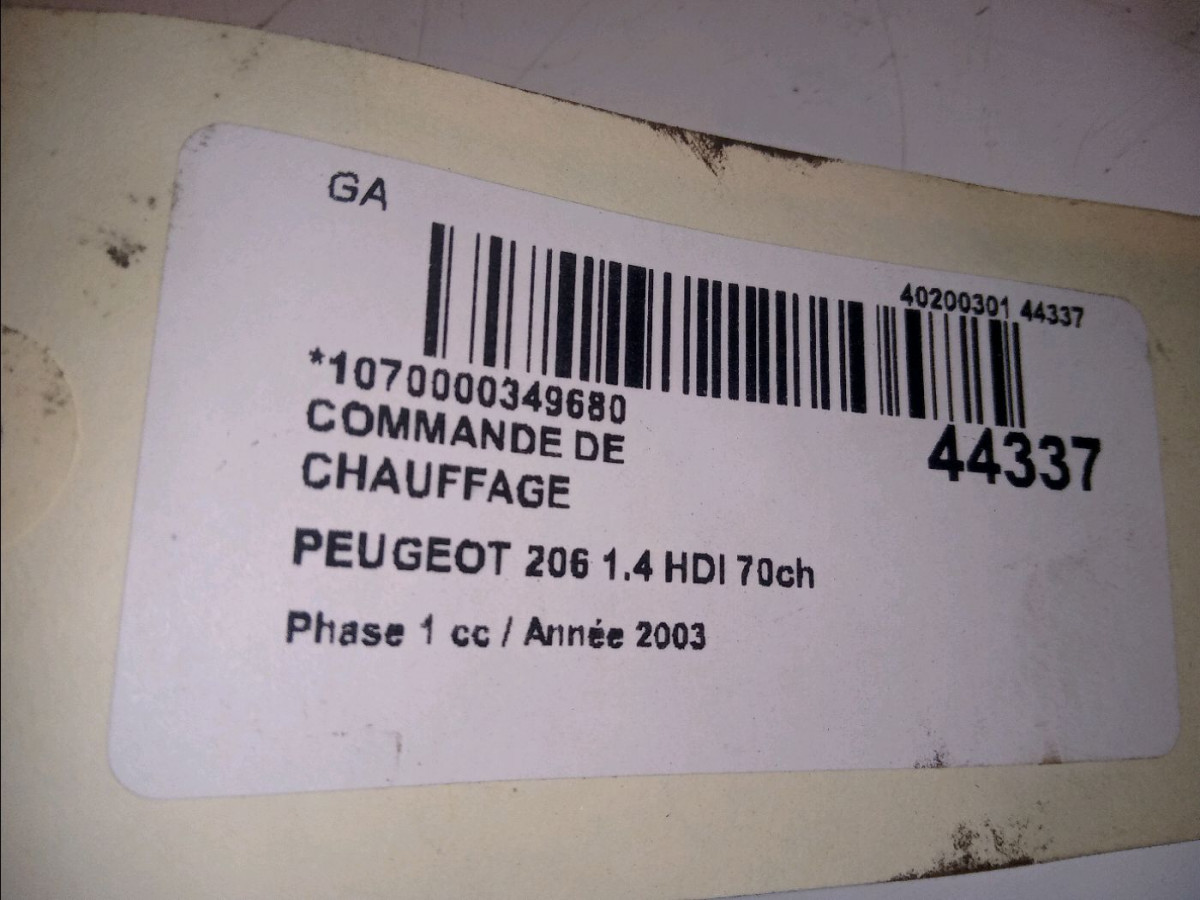 GA
40200301 44337
*1070000349680
COMMANDE DE
CHAUFFAGE
44337
PEUGEOT 206 1.4 HDI 70ch
Phase 1 cc / Année 2003